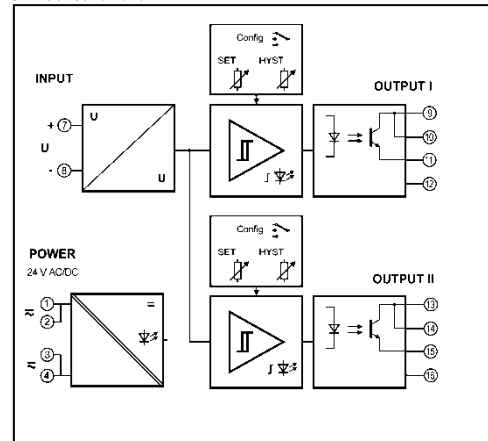 Config
SET HYST
INPUT
OUTPUT I
+ 7
U
- 8
U
U
9
10
11
12
Config
SET HYST
POWER
24 V AC/DC
OUTPUT II
1
2
3
4
=
13
14
15
16